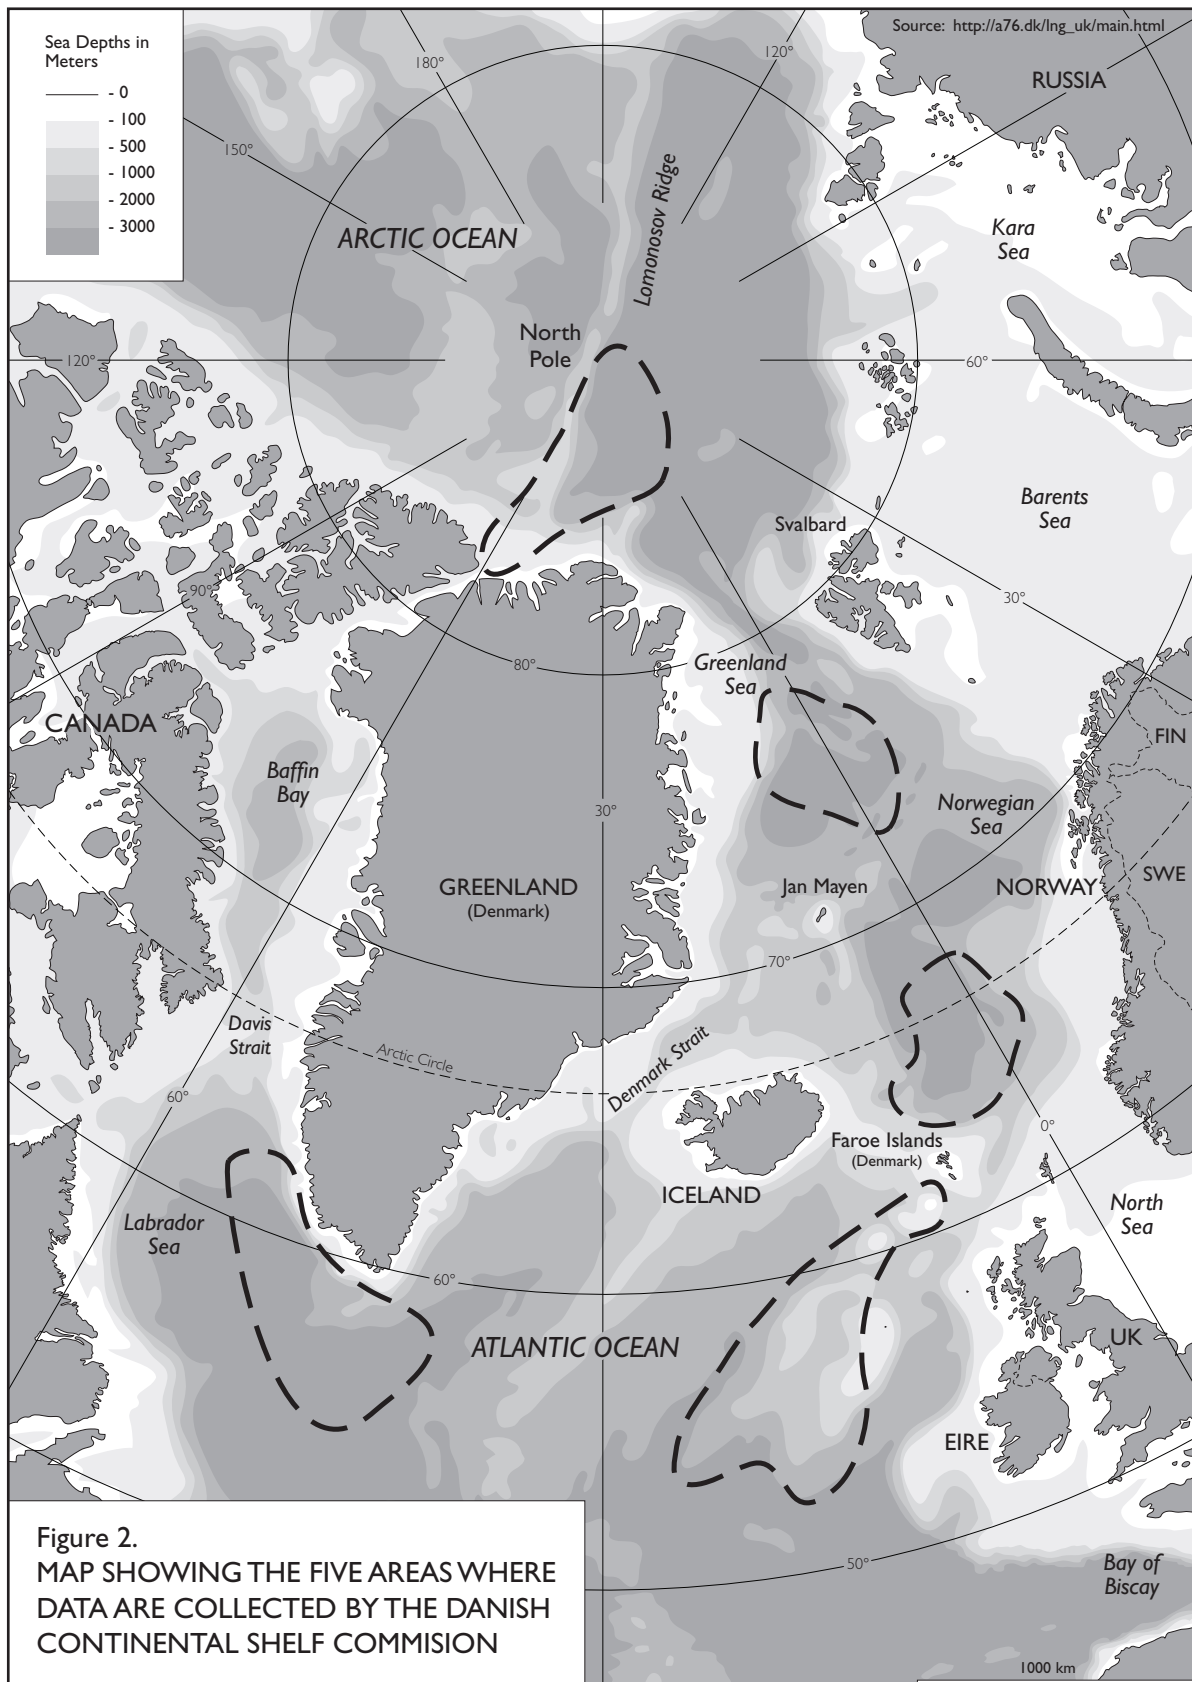 Sea Depths in
Meters
- 0
- 100
- 500
- 1000
- 2000
- 3000
Source: http://a76.dk/lng_uk/main.html
180°
120°
RUSSIA
150°
Lomonosov Ridge
ARCTIC OCEAN
Kara
Sea
North
Pole
120°
60°
Barents
Sea
Svalbard
90°
30°
80°
Greenland
Sea
CANADA
FIN
Baffin
Bay
30°
Norwegian
Sea
GREENLAND
(Denmark)
Jan Mayen
NORWAY
SWE
70°
Davis
Strait
Arctic Circle
Denmark Strait
60°
0°
Faroe Islands
(Denmark)
ICELAND
Labrador
Sea
North
Sea
60°
ATLANTIC OCEAN
UK
EIRE
50°
Bay of
Biscay
Figure 2.
MAP SHOWING THE FIVE AREAS WHERE
DATA ARE COLLECTED BY THE DANISH
CONTINENTAL SHELF COMMISION
1000 km